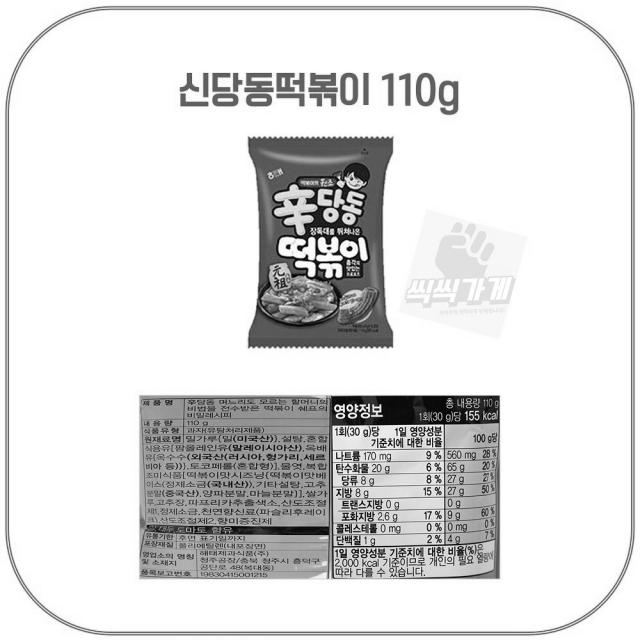 신당동떡볶이 110g
해태
떡볶이의 원조
辛당동
장독대를 뛰쳐나온
떡볶이
元祖
씩씩가게
제품명 辛당동 며느리도 모르는 할머니의
비법을 전수받은 떡볶이 쉐프의
비밀레시피
내용량 110 g
식품유형 과자(유탕처리제품)
원재료명 밀가루{밀(미국산)},설탕,혼합
식용유[팜올레인유(말레이시아산),옥배
유{옥수수(외국산(러시아,헝가리,세르
비아 등))},토코페롤(혼합형)],물엿,복합
조미식품[떡볶이맛시즈닝{떡볶이맛베
이스(정제소금(국내산)),기타설탕,고추
분말(중국산),양파분말,마늘분말}],쌀가
루,고추장,파프리카추출색소,산도조절
제1,정제소금,천연향신료(파슬리후레이
크),산도조절제2,향미증진제
토마토 함유
유통기한 후면 표기일까지
포장재질 폴리에틸렌(내포장면)
영업소의 명칭 해태제과식품(주)
및 소재지 청주공장/충북 청주시 흥덕구
공단로 48(복대동)
품목보고번호 19830415001215
영양정보
총 내용량 110 g
1회(30 g)당 155 kcal
1회(30 g)당 1일 영양성분 기준치에 대한 비율 100 g당
나트륨 170 mg 9 % 560 mg 28 %
탄수화물 20 g 6 % 65 g 20 %
당류 8 g 8 % 27 g 27 %
지방 8 g 15 % 27 g 50 %
트랜스지방 0 g 0 g
포화지방 2.6 g 17 % 9 g 60 %
콜레스테롤 0 mg 0 % 0 mg 0 %
단백질 1 g 2 % 4 g 7 %
1일 영양성분 기준치에 대한 비율(%)은
2,000 kcal 기준이므로 개인의 필요 열량에
따라 다를 수 있습니다.